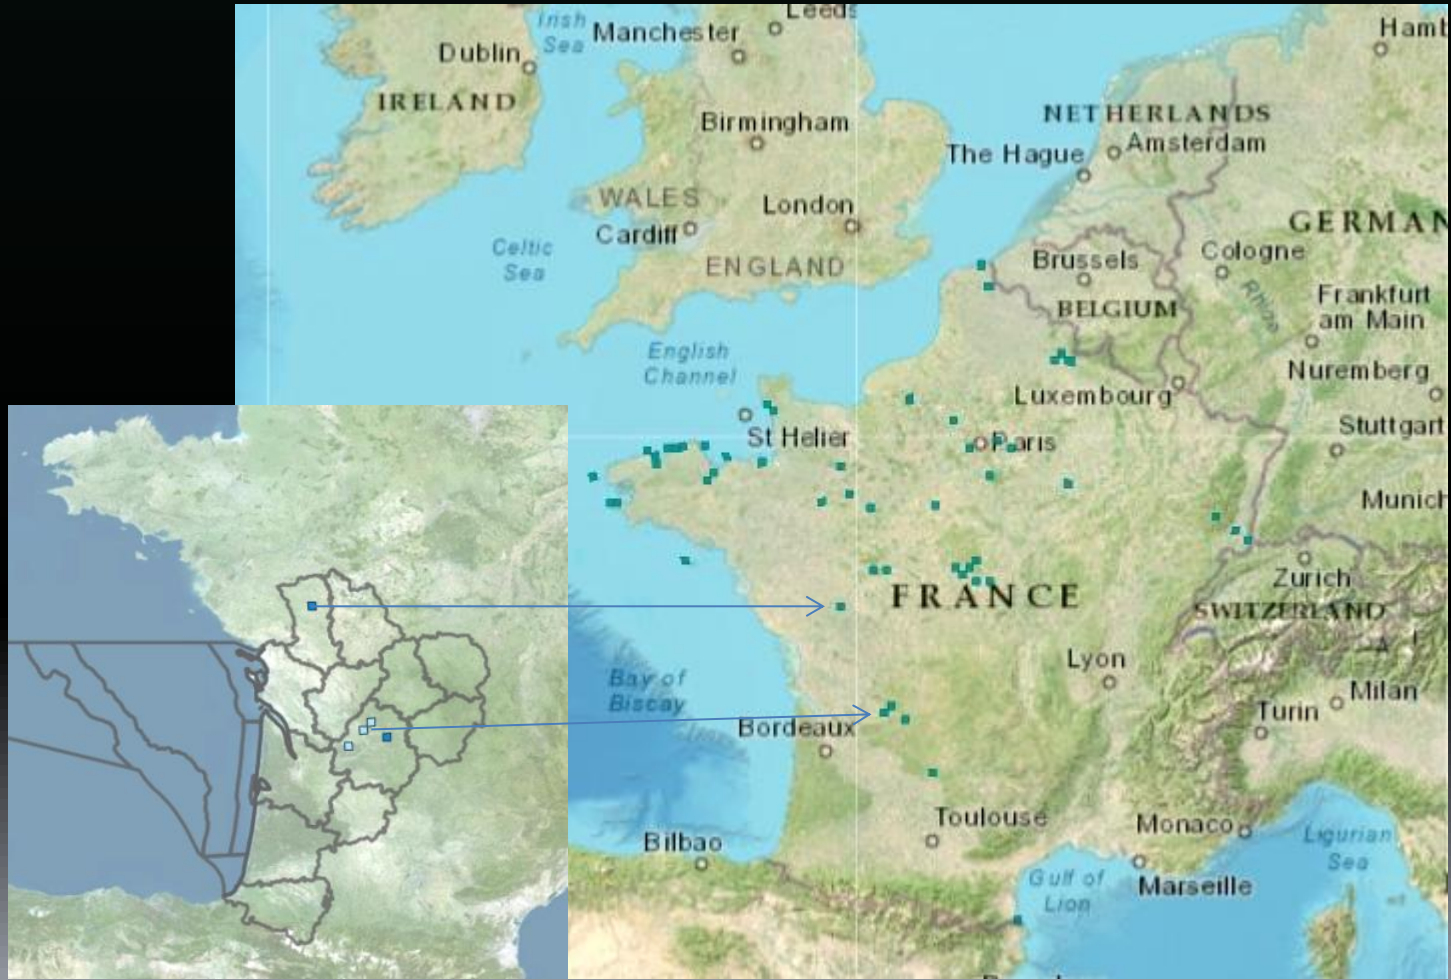 Leeds
Irish
Sea
Manchester
Hamb
Dublin
IRELAND
NETHERLANDS
Birmingham
Amsterdam
The Hague
WALES
London
GERMAN
Cardiff
Celtic
Sea
ENGLAND
Brussels
Cologne
Rhine
BELGIUM
Frankfurt
am Main
English
Channel
Nuremberg
Luxembourg
Stuttgart
St Helier
Paris
Munich
Zurich
FRANCE
SWITZERLAND
Lyon
Bay of
Biscay
Milan
Turin
Bordeaux
Toulouse
Monaco
Ligurian
Sea
Bilbao
Gulf of
Lion
Marseille